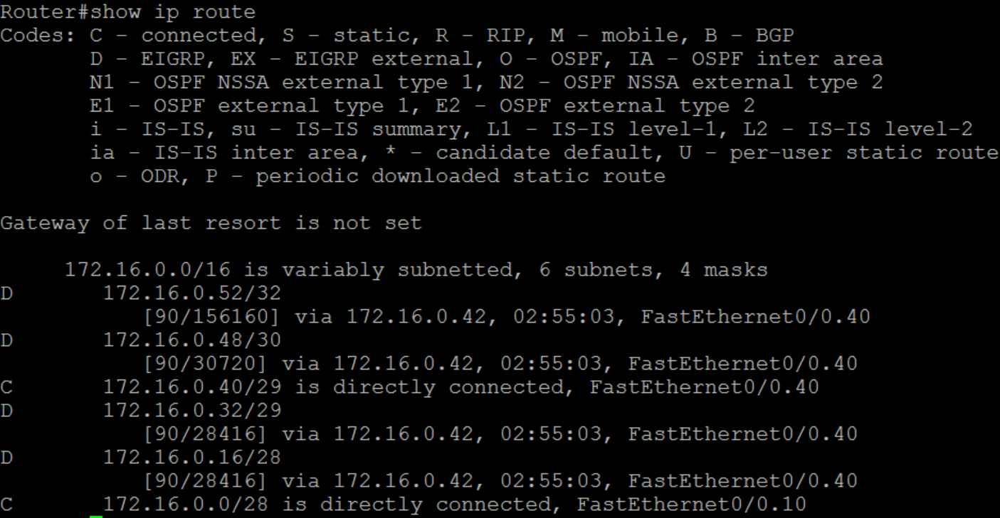 Router#show ip route
Codes: C - connected, S - static, R - RIP, M - mobile, B - BGP
D - EIGRP, EX - EIGRP external, O - OSPF, IA - OSPF inter area
N1 - OSPF NSSA external type 1, N2 - OSPF NSSA external type 2
E1 - OSPF external type 1, E2 - OSPF external type 2
i - IS-IS, su - IS-IS summary, L1 - IS-IS level-1, L2 - IS-IS level-2
ia - IS-IS inter area, * - candidate default, U - per-user static route
o - ODR, P - periodic downloaded static route
Gateway of last resort is not set
172.16.0.0/16 is variably subnetted, 6 subnets, 4 masks
D 172.16.0.52/32
[90/156160] via 172.16.0.42, 02:55:03, FastEthernet0/0.40
D 172.16.0.48/30
[90/30720] via 172.16.0.42, 02:55:03, FastEthernet0/0.40
C 172.16.0.40/29 is directly connected, FastEthernet0/0.40
D 172.16.0.32/29
[90/28416] via 172.16.0.42, 02:55:03, FastEthernet0/0.40
D 172.16.0.16/28
[90/28416] via 172.16.0.42, 02:55:03, FastEthernet0/0.40
C 172.16.0.0/28 is directly connected, FastEthernet0/0.10